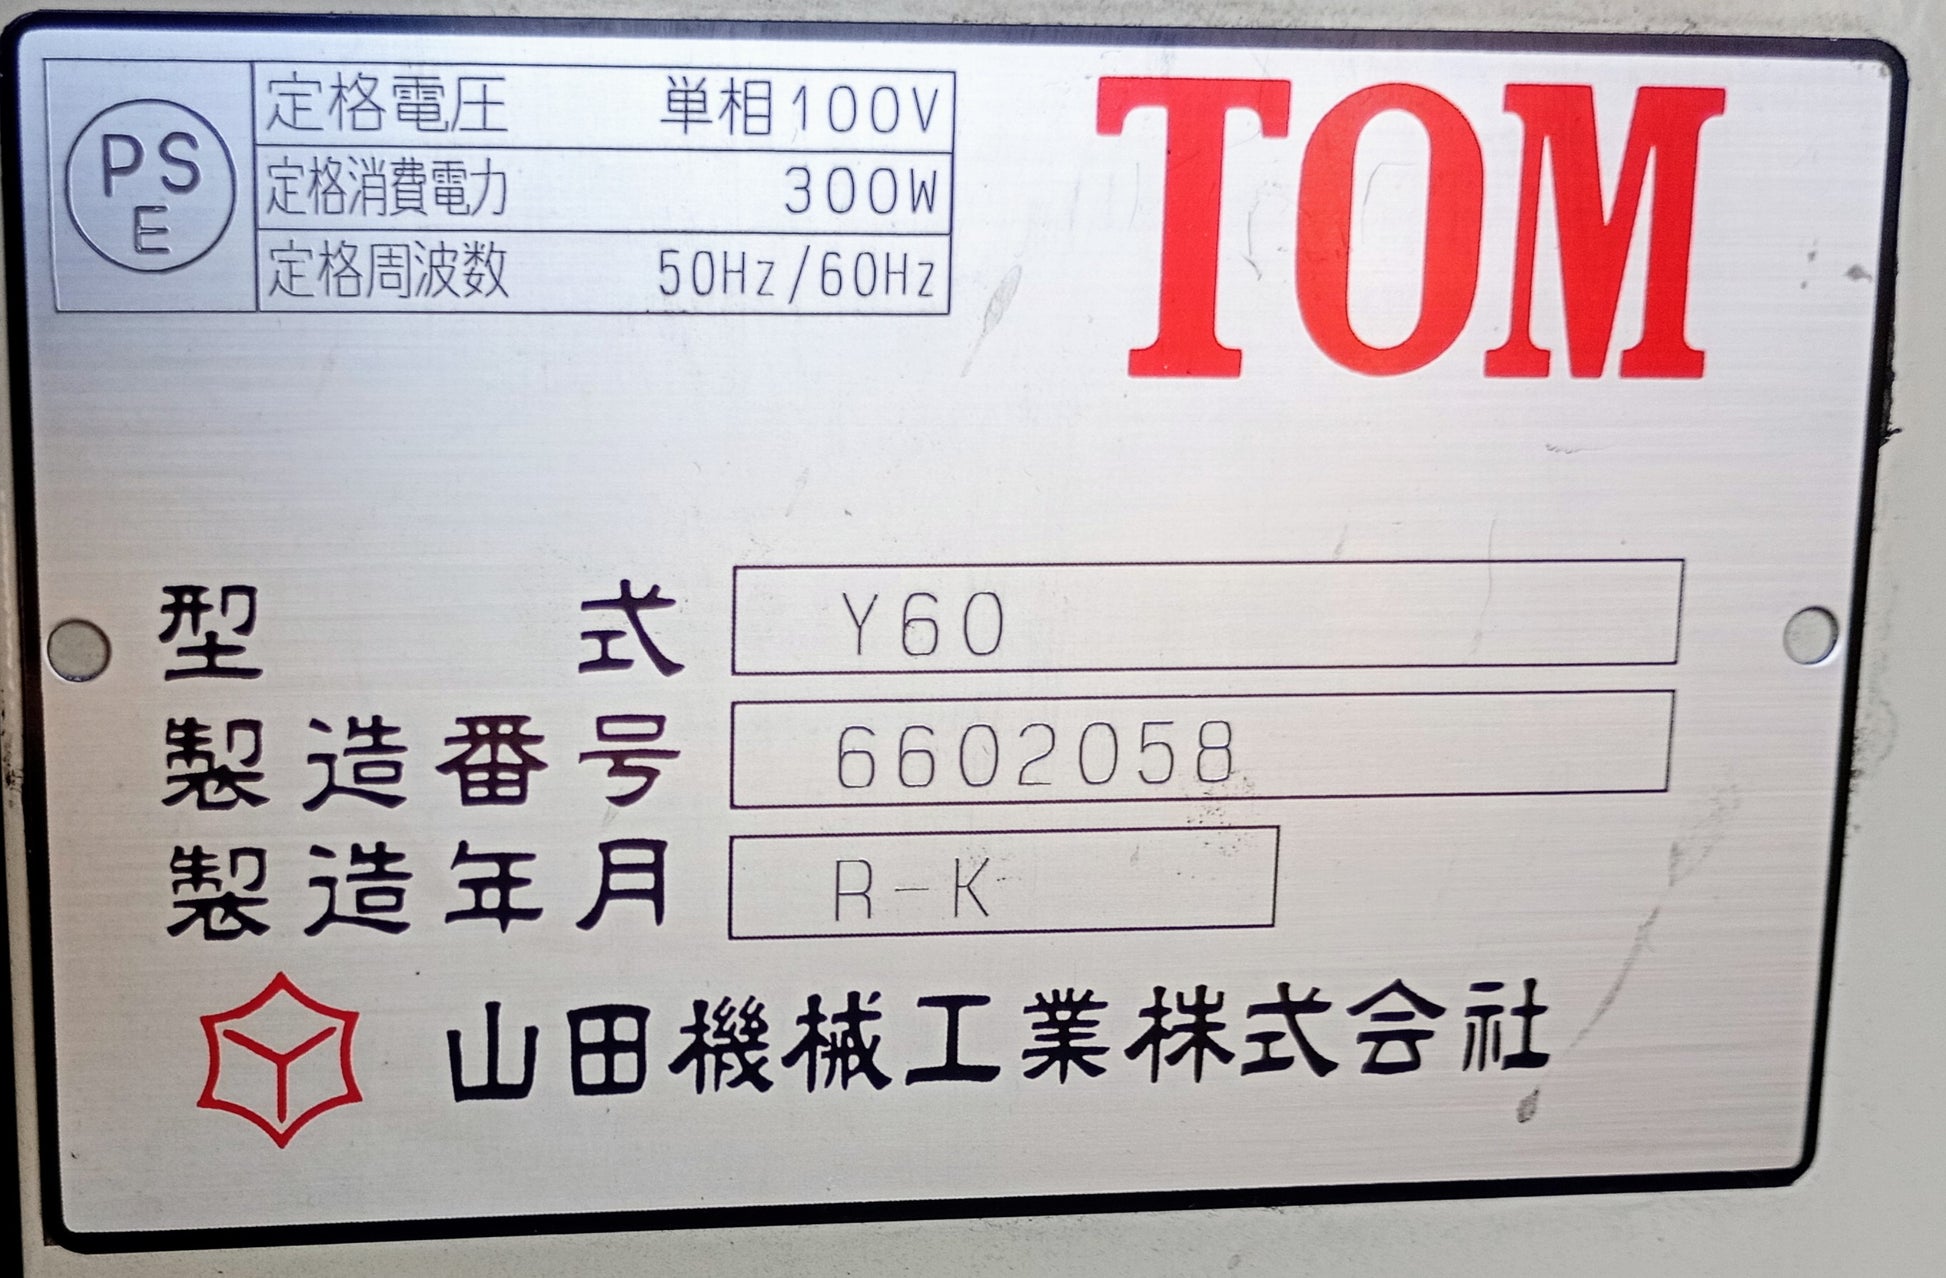 PS
E
定格電圧 単相100V
定格消費電力 300W
定格周波数 50Hz/60Hz
TOM
型式 Y60
製造番号 6602058
製造年月 R-K
山田機械工業株式会社